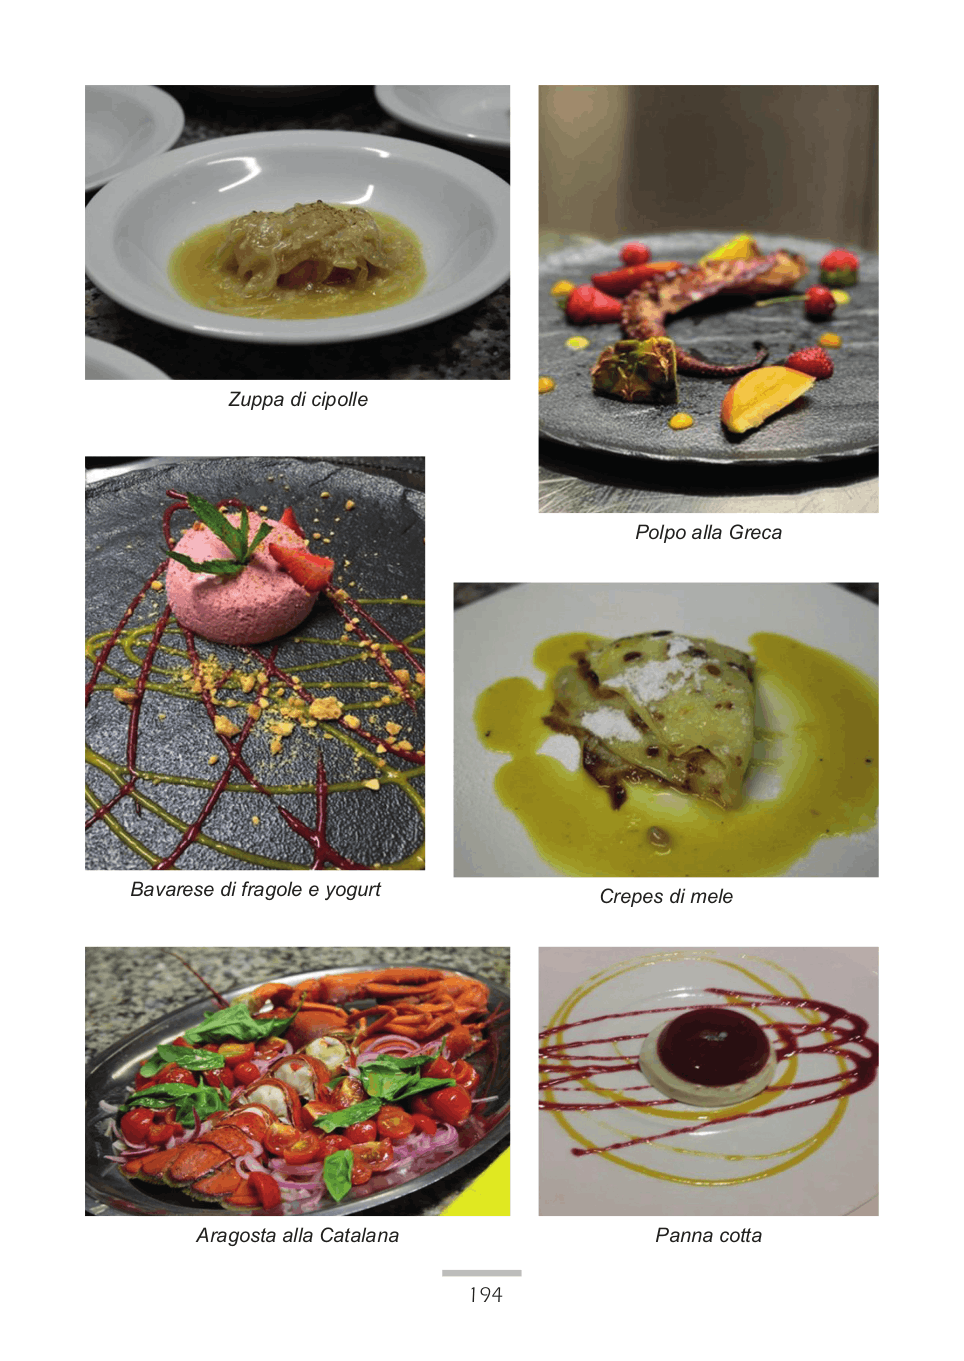 Zuppa di cipolle
Polpo alla Greca
Bavarese di fragole e yogurt
Crepes di mele
Aragosta alla Catalana
Panna cotta
194